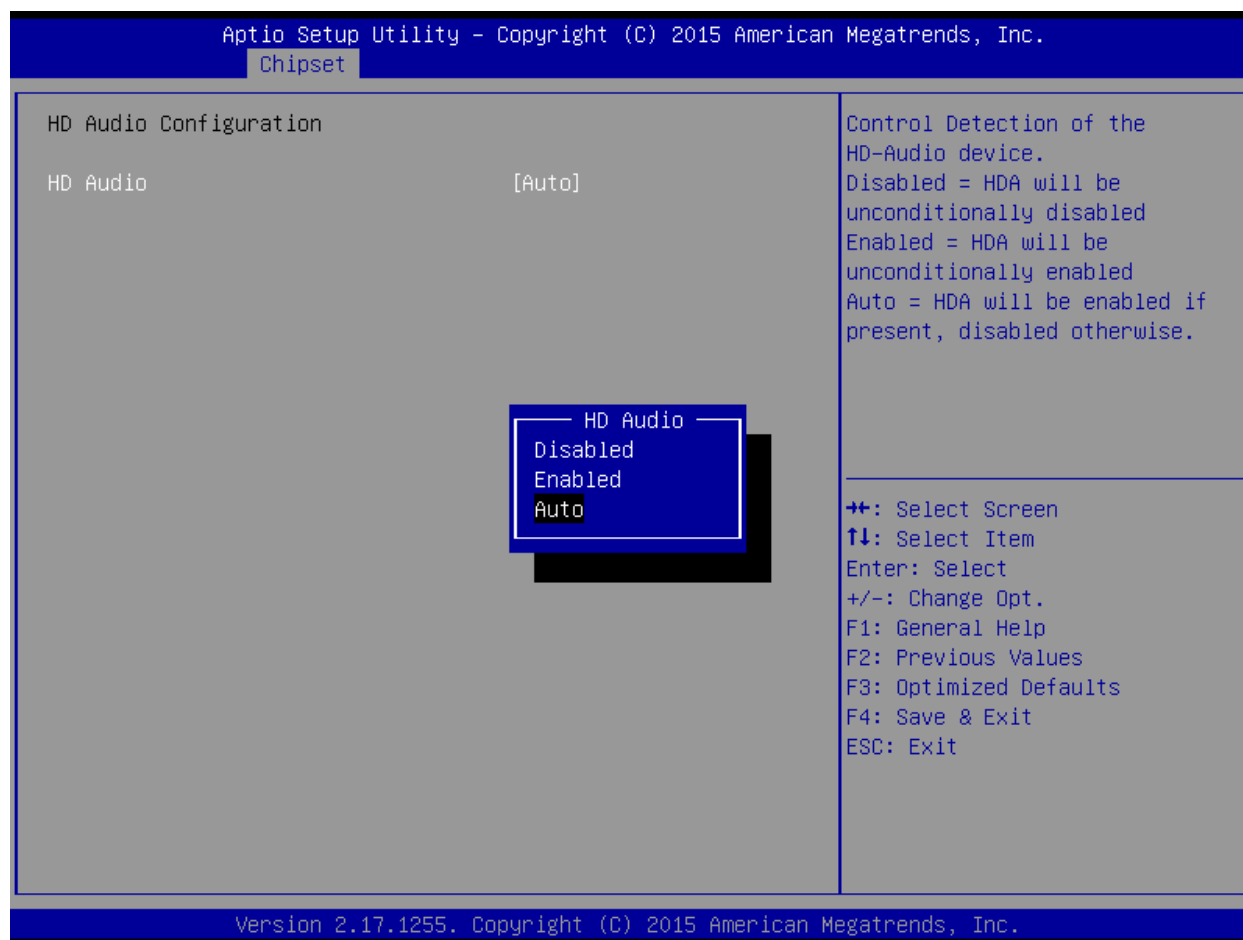 Aptio Setup Utility – Copyright (C) 2015 American Megatrends, Inc.
Chipset
HD Audio Configuration
HD Audio [Auto]
HD Audio
Disabled
Enabled
Auto
Control Detection of the
HD-Audio device.
Disabled = HDA will be
unconditionally disabled
Enabled = HDA will be
unconditionally enabled
Auto = HDA will be enabled if
present, disabled otherwise.
→←: Select Screen
↑↓: Select Item
Enter: Select
+/-: Change Opt.
F1: General Help
F2: Previous Values
F3: Optimized Defaults
F4: Save & Exit
ESC: Exit
Version 2.17.1255. Copyright (C) 2015 American Megatrends, Inc.